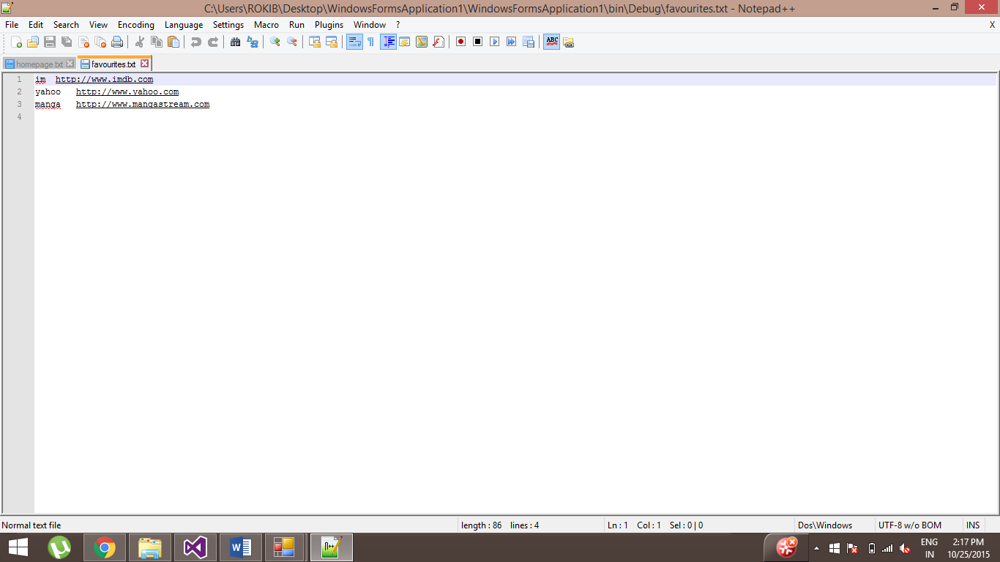 C:\Users\ROKIB\Desktop\WindowsFormsApplication1\WindowsFormsApplication1\bin\Debug\favourites.txt - Notepad++
File Edit Search View Encoding Language Settings Macro Run Plugins Window ? X
ABC
homepage.txt favourites.txt
1 im http://www.imdb.com
2 yahoo http://www.yahoo.com
3 manga http://www.mangastream.com
4
Normal text file length : 86 lines : 4 Ln : 1 Col : 1 Sel : 0 | 0 Dos\Windows UTF-8 w/o BOM INS
ENG 2:17 PM
IN 10/25/2015